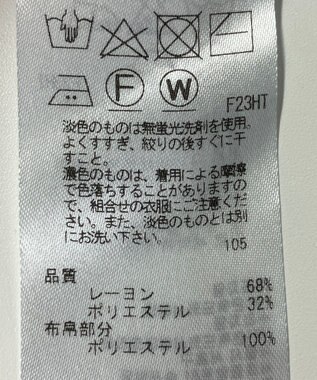 F W
F23HT
淡色のものは無蛍光洗剤を使用。
よくすすぎ、絞りの後すぐに干
すこと。
濃色のものは、着用による摩擦
で色落ちすることがありますの
で、組合せの衣服にご注意くだ
さい。また、淡色のものとは別
にお洗い下さい。
105
品質
レーヨン 68%
ポリエステル 32%
布帛部分
ポリエステル 100%